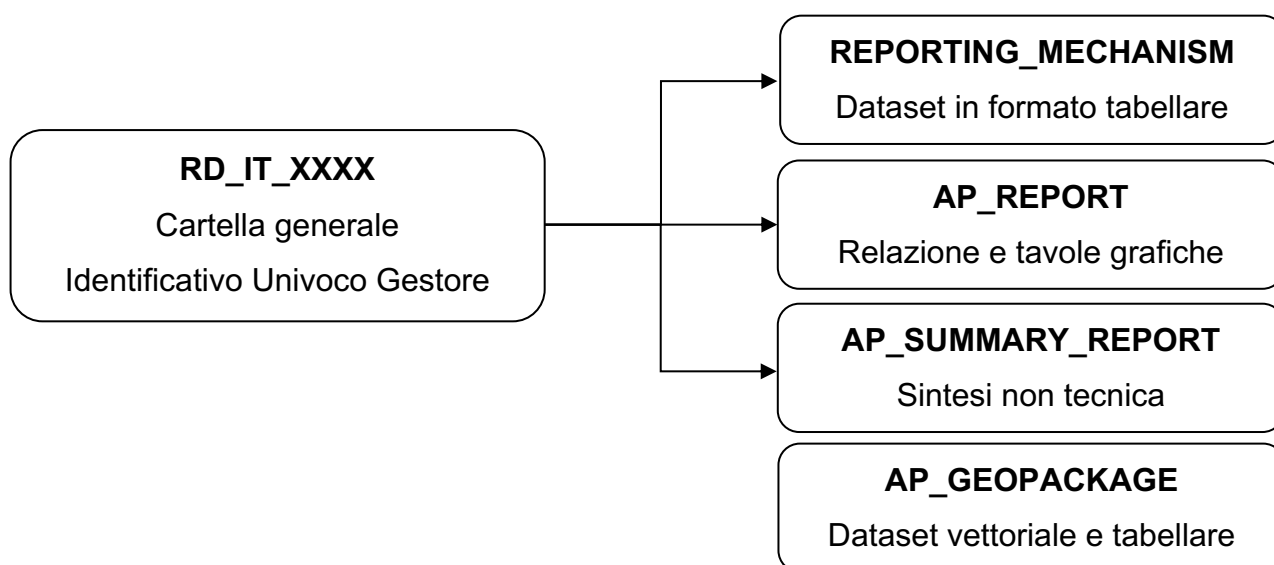 RD_IT_XXXX
Cartella generale
Identificativo Univoco Gestore
REPORTING_MECHANISM
Dataset in formato tabellare
AP_REPORT
Relazione e tavole grafiche
AP_SUMMARY_REPORT
Sintesi non tecnica
AP_GEOPACKAGE
Dataset vettoriale e tabellare